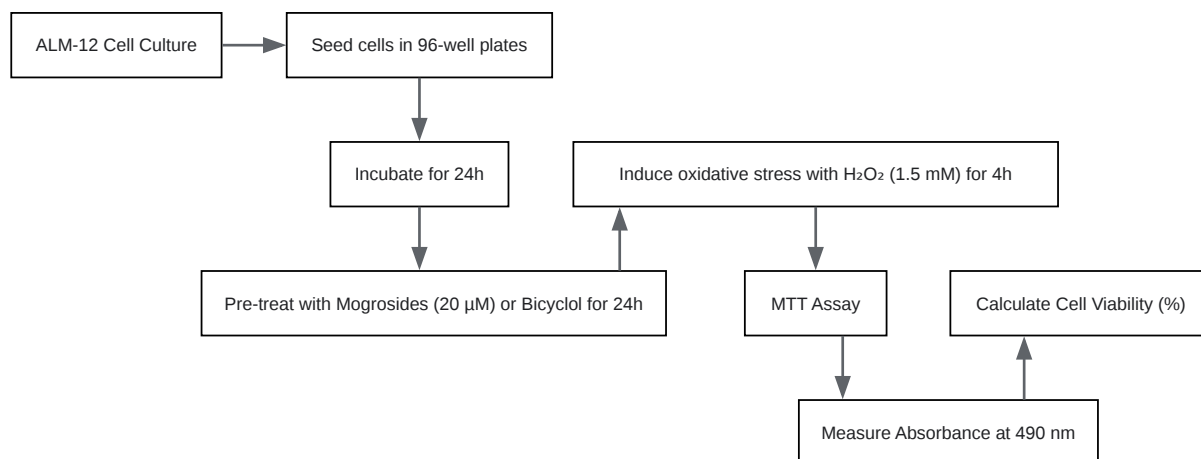 ALM-12 Cell Culture
Seed cells in 96-well plates
Incubate for 24h
Pre-treat with Mogrosides (20 µM) or Bicyclol for 24h
Induce oxidative stress with H₂O₂ (1.5 mM) for 4h
MTT Assay
Measure Absorbance at 490 nm
Calculate Cell Viability (%)